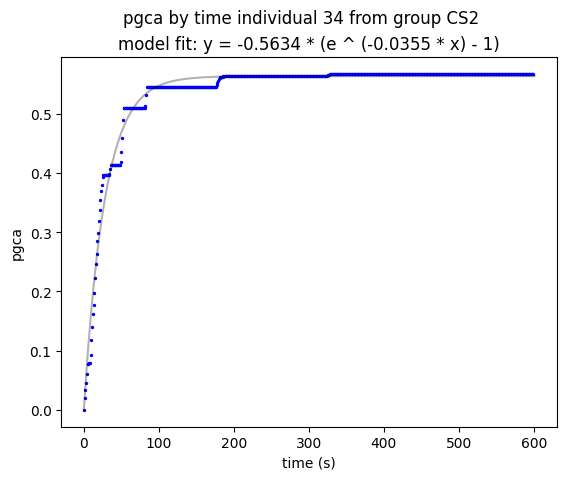 pgca by time individual 34 from group CS2
model fit: y = -0.5634 * (e ^ (-0.0355 * x) - 1)
0.5
0.4
0.3
0.2
0.1
0.0
pgca
0 100 200 300 400 500 600
time (s)